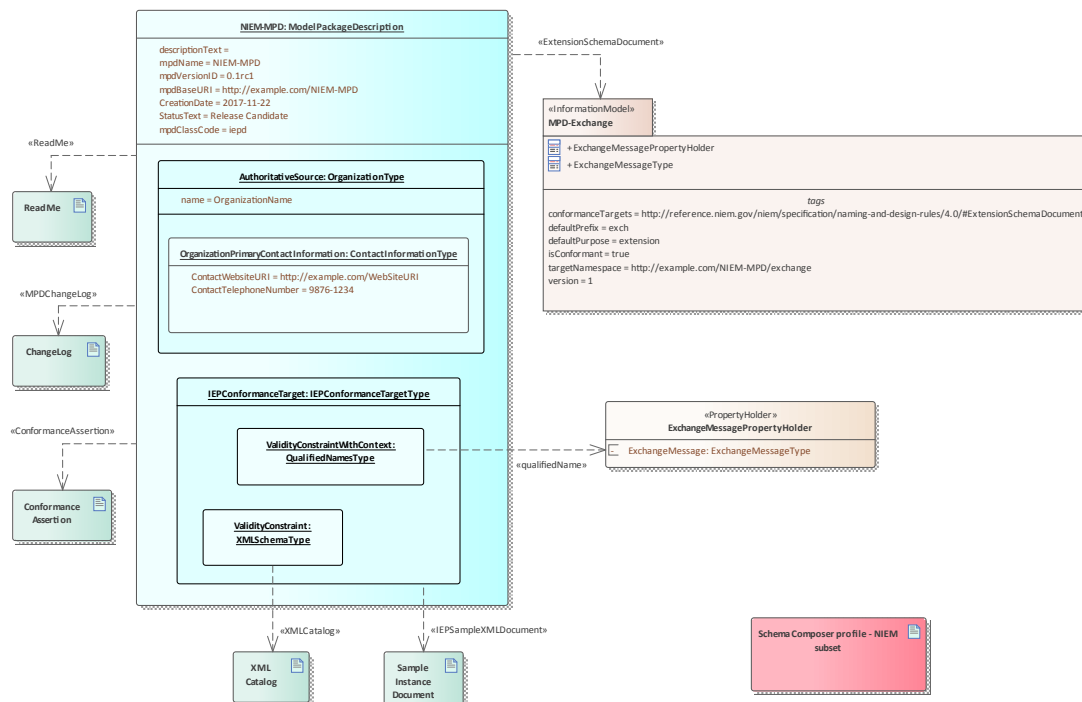 NIEM-MPD: ModelPackageDescription
descriptionText =
mpdName = NIEM-MPD
mpdVersionID = 0.1rc1
mpdBaseURI = http://example.com/NIEM-MPD
CreationDate = 2017-11-22
StatusText = Release Candidate
mpdClassCode = iepd
«ExtensionSchemaDocument»
«InformationModel»
MPD-Exchange
+ ExchangeMessagePropertyHolder
+ ExchangeMessageType
tags
conformanceTargets = http://reference.niem.gov/niem/specification/naming-and-design-rules/4.0/#ExtensionSchemaDocument
defaultPrefix = exch
defaultPurpose = extension
isConformant = true
targetNamespace = http://example.com/NIEM-MPD/exchange
version = 1
«ReadMe»
ReadMe
AuthoritativeSource: OrganizationType
name = OrganizationName
OrganizationPrimaryContactInformation: ContactInformationType
ContactWebsiteURI = http://example.com/WebSiteURI
ContactTelephoneNumber = 9876-1234
«MPDChangeLog»
ChangeLog
IEPConformanceTarget: IEPConformanceTargetType
«ConformanceAssertion»
Conformance
Assertion
ValidityConstraintWithContext:
QualifiedNamesType
«qualifiedName»
«PropertyHolder»
ExchangeMessagePropertyHolder
ExchangeMessage: ExchangeMessageType
ValidityConstraint:
XMLSchemaType
«XMLCatalog»
«IEPSampleXMLDocument»
XML
Catalog
Sample
Instance
Document
Schema Composer profile - NIEM
subset